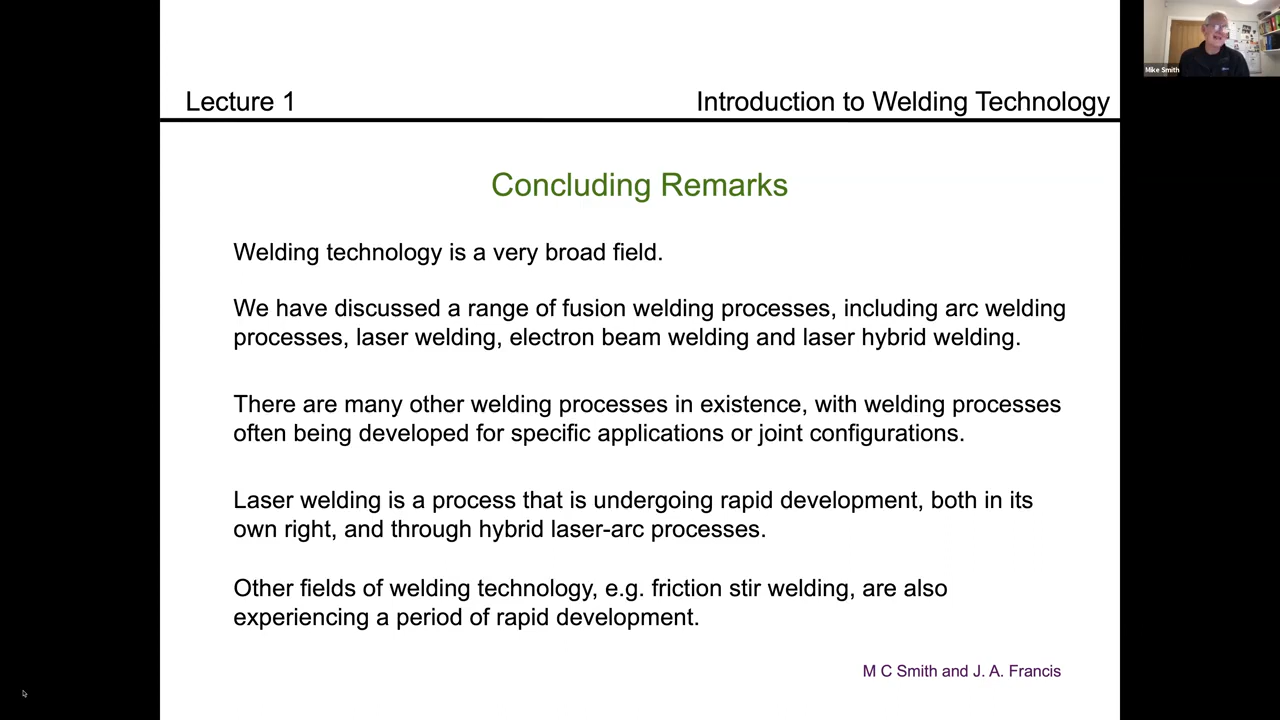 Lecture 1
Introduction to Welding Technology
Concluding Remarks
Welding technology is a very broad field.
We have discussed a range of fusion welding processes, including arc welding
processes, laser welding, electron beam welding and laser hybrid welding.
There are many other welding processes in existence, with welding processes
often being developed for specific applications or joint configurations.
Laser welding is a process that is undergoing rapid development, both in its
own right, and through hybrid laser-arc processes.
Other fields of welding technology, e.g. friction stir welding, are also
experiencing a period of rapid development.
M C Smith and J. A. Francis
Mike Smith